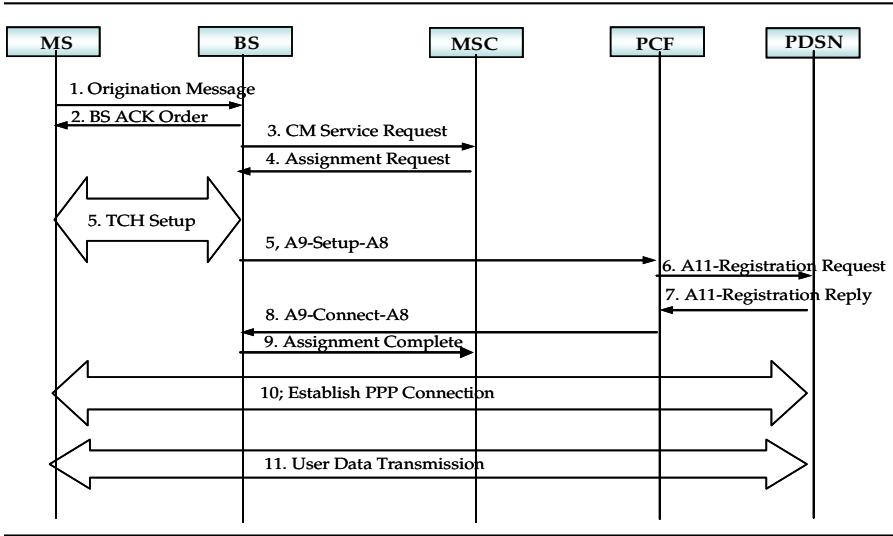 MS
BS
MSC
PCF
PDSN
1. Origination Message
2. BS ACK Order
3. CM Service Request
4. Assignment Request
5. TCH Setup
5, A9-Setup-A8
6. A11-Registration Request
7. A11-Registration Reply
8. A9-Connect-A8
9. Assignment Complete
10; Establish PPP Connection
11. User Data Transmission